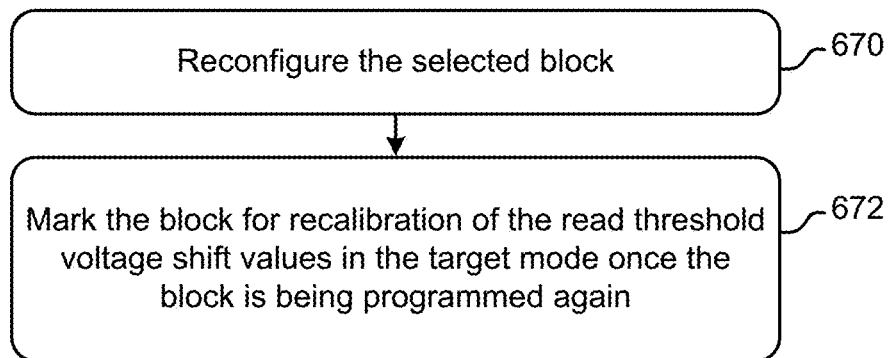 Reconfigure the selected block
670
Mark the block for recalibration of the read threshold
voltage shift values in the target mode once the
block is being programmed again
672